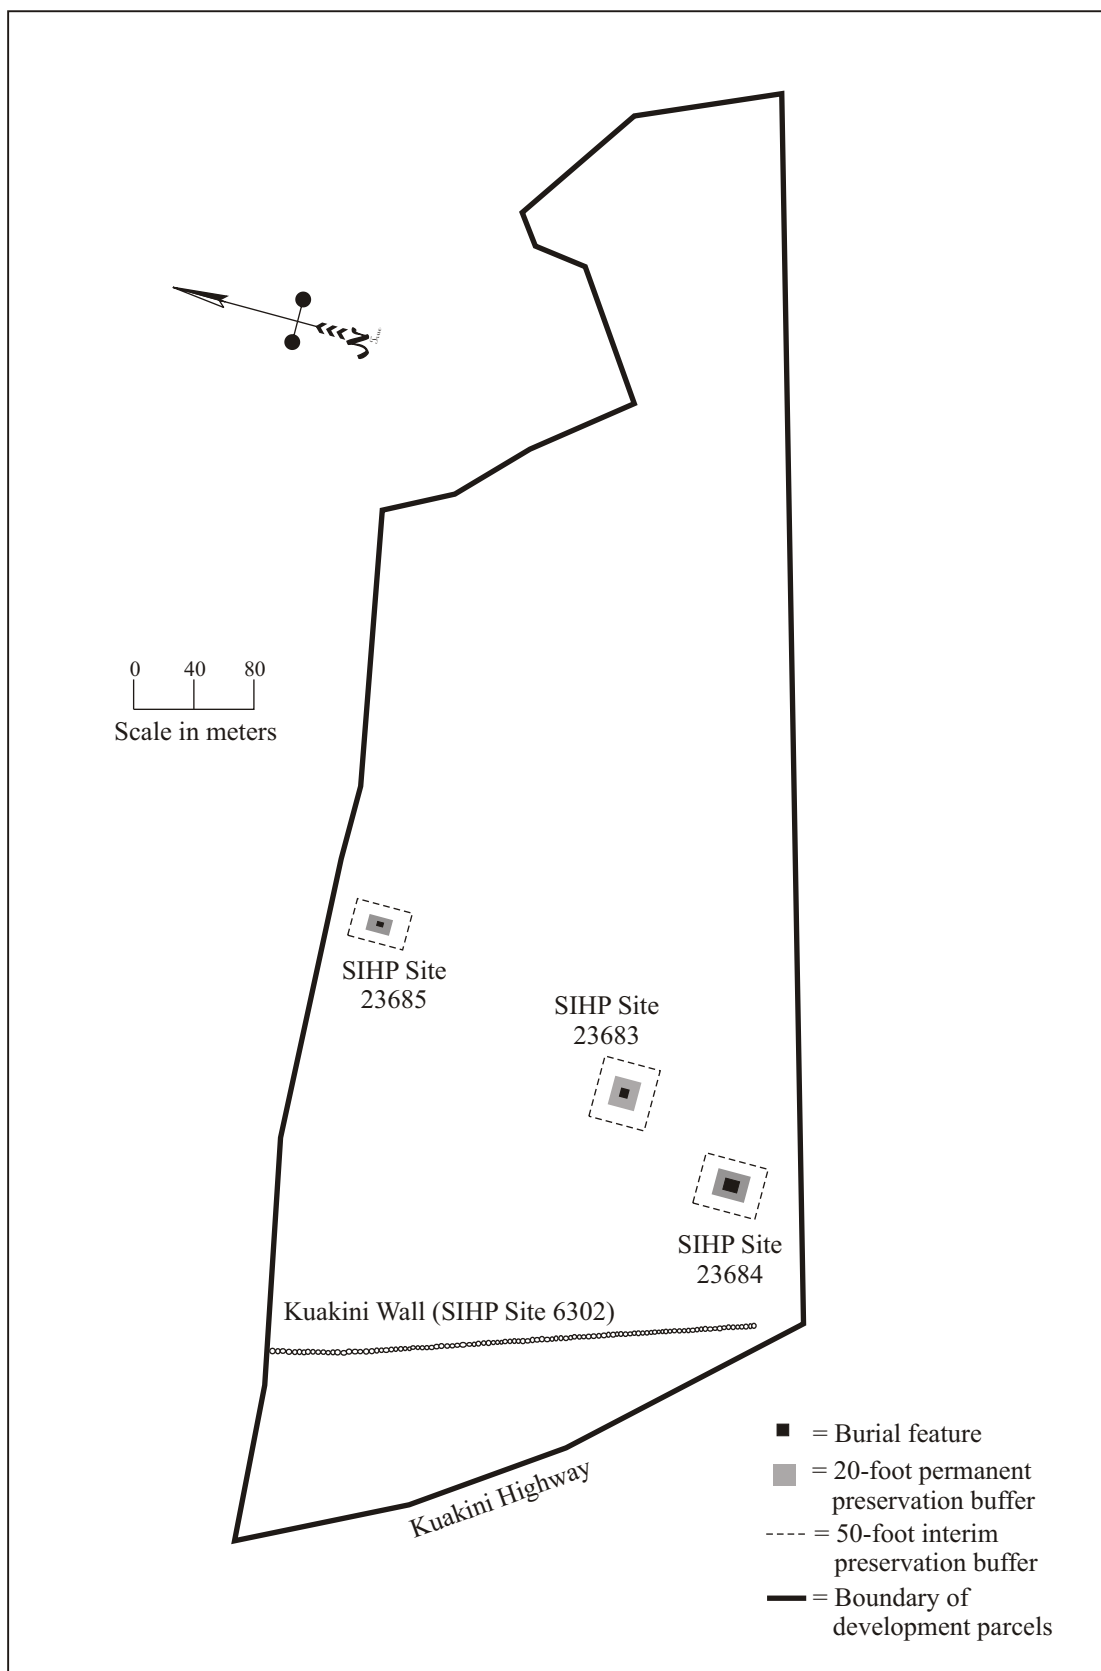 N
0 40 80
Scale in meters
SIHP Site
23685
SIHP Site
23683
SIHP Site
23684
Kuakini Wall (SIHP Site 6302)
Kuakini Highway
= Burial feature
= 20-foot permanent
preservation buffer
= 50-foot interim
preservation buffer
= Boundary of
development parcels